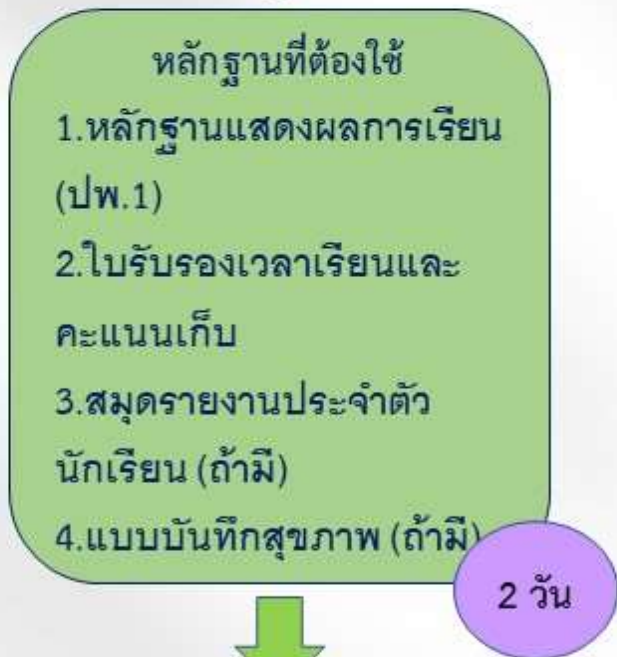 หลักฐานที่ต้องใช้
1.หลักฐานแสดงผลการเรียน
(ปพ.1)
2.ใบรับรองเวลาเรียนและ
คะแนนเก็บ
3.สมุดรายงานประจำตัว
นักเรียน (ถ้ามี)
4.แบบบันทึกสุขภาพ (ถ้ามี)
2 วัน